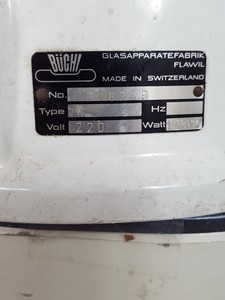 BÜCHI
GLASAPPARATEFABRIK
FLAWIL
MADE IN SWITZERLAND
No.
Type Hz
Volt 220 Watt